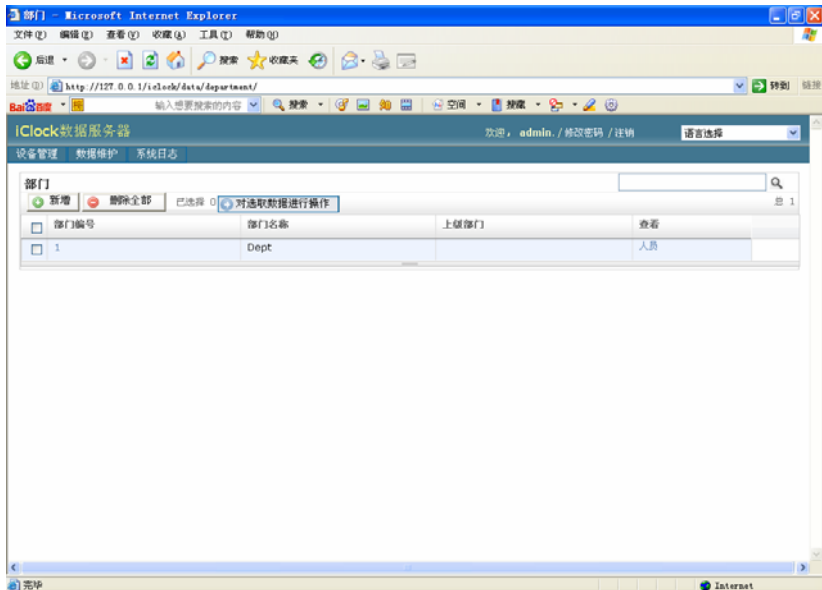 部门 - Microsoft Internet Explorer
文件(F) 编辑(E) 查看(V) 收藏(A) 工具(T) 帮助(H)
后退 搜索 收藏夹
地址(D) http://127.0.0.1/iclock/data/department/ 转到 链接
Bai百度 输入想要搜索的内容 搜索 空间 搜藏
iClock数据服务器 欢迎, admin. / 修改密码 / 注销 语言选择
设备管理 数据维护 系统日志
部门
新增 删除全部 已选择 0 对选取数据进行操作 总 1
部门编号 部门名称 上级部门 查看
1 Dept 人员
完毕 Internet